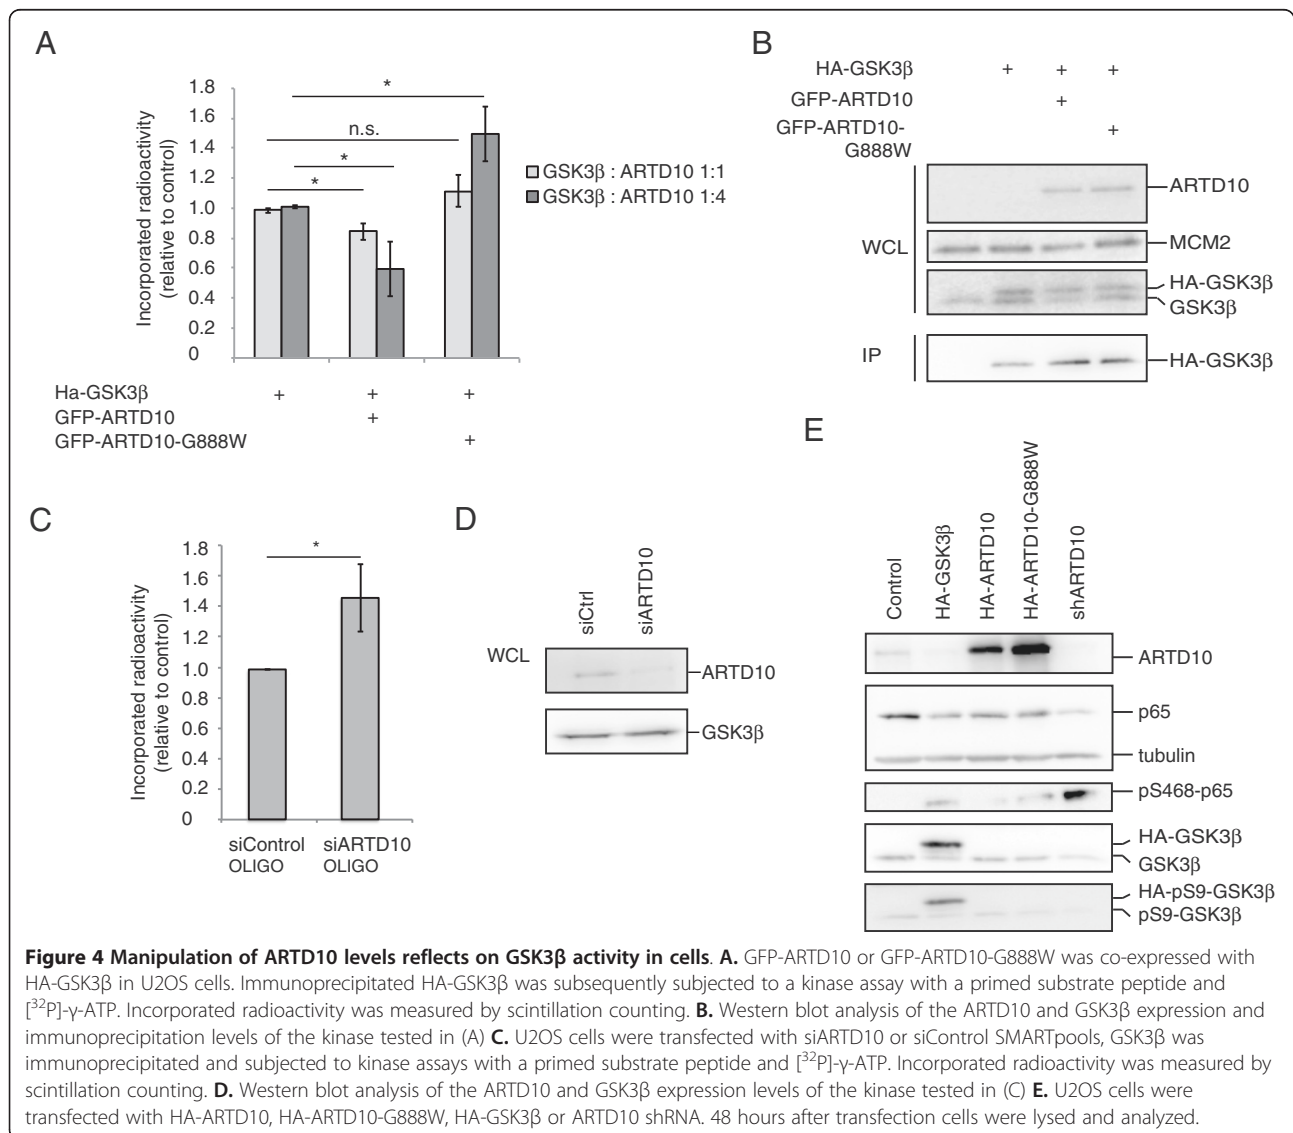 A
Incorporated radioactivity
(relative to control)
1.8
1.6
1.4
1.2
1.0
0.8
0.6
0.4
0.2
0
*
n.s.
*
*
GSK3β : ARTD10 1:1
GSK3β : ARTD10 1:4
Ha-GSK3β + + +
GFP-ARTD10 +
GFP-ARTD10-G888W +
B
HA-GSK3β + + +
GFP-ARTD10 +
GFP-ARTD10-
G888W +
WCL
ARTD10
MCM2
HA-GSK3β
GSK3β
IP
HA-GSK3β
C
Incorporated radioactivity
(relative to control)
1.8
1.6
1.4
1.2
1.0
0.8
0.6
0.4
0.2
0
*
siControl
OLIGO
siARTD10
OLIGO
D
siCtrl
siARTD10
WCL
ARTD10
GSK3β
E
Control
HA-GSK3β
HA-ARTD10
HA-ARTD10-G888W
shARTD10
ARTD10
p65
tubulin
pS468-p65
HA-GSK3β
GSK3β
HA-pS9-GSK3β
pS9-GSK3β
Figure 4 Manipulation of ARTD10 levels reflects on GSK3β activity in cells. A. GFP-ARTD10 or GFP-ARTD10-G888W was co-expressed with
HA-GSK3β in U2OS cells. Immunoprecipitated HA-GSK3β was subsequently subjected to a kinase assay with a primed substrate peptide and
[³²P]-γ-ATP. Incorporated radioactivity was measured by scintillation counting. B. Western blot analysis of the ARTD10 and GSK3β expression and
immunoprecipitation levels of the kinase tested in (A) C. U2OS cells were transfected with siARTD10 or siControl SMARTpools, GSK3β was
immunoprecipitated and subjected to kinase assays with a primed substrate peptide and [³²P]-γ-ATP. Incorporated radioactivity was measured by
scintillation counting. D. Western blot analysis of the ARTD10 and GSK3β expression levels of the kinase tested in (C) E. U2OS cells were
transfected with HA-ARTD10, HA-ARTD10-G888W, HA-GSK3β or ARTD10 shRNA. 48 hours after transfection cells were lysed and analyzed.